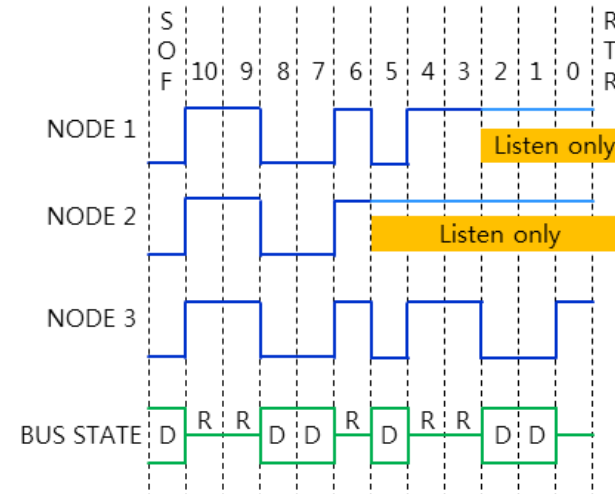 S
O
F
10 9 8 7 6 5 4 3 2 1 0
R
T
R
NODE 1
Listen only
NODE 2
Listen only
NODE 3
BUS STATE D R R D D R D R R D D